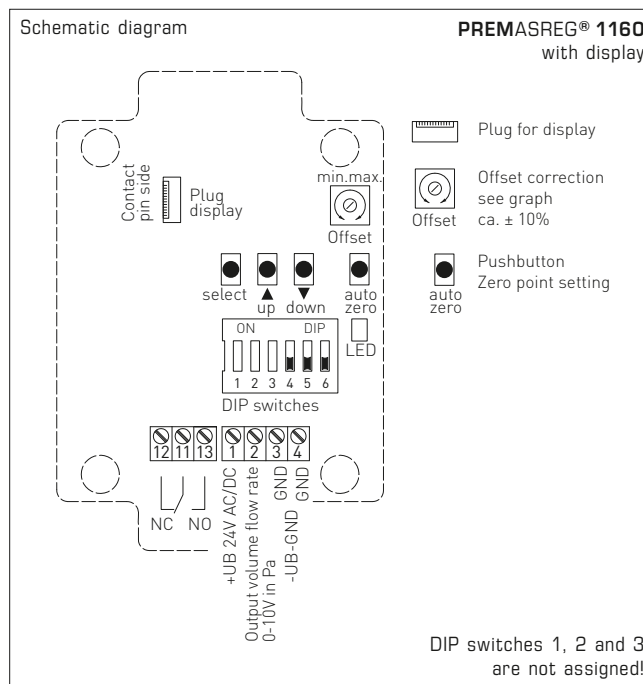 Schematic diagram
PREMASREG® 1160
with display
Contact
pin side
Plug
display
min.max.
Offset
Plug for display
Offset
Offset correction
see graph
ca. ± 10%
select
up
down
auto
zero
auto
zero
Pushbutton
Zero point setting
ON DIP
1 2 3 4 5 6
LED
DIP switches
12 11 13 1 2 3 4
NC NO
+UB 24V AC/DC
Output volume flow rate
0-10V in Pa
GND
-UB-GND GND
DIP switches 1, 2 and 3
are not assigned!